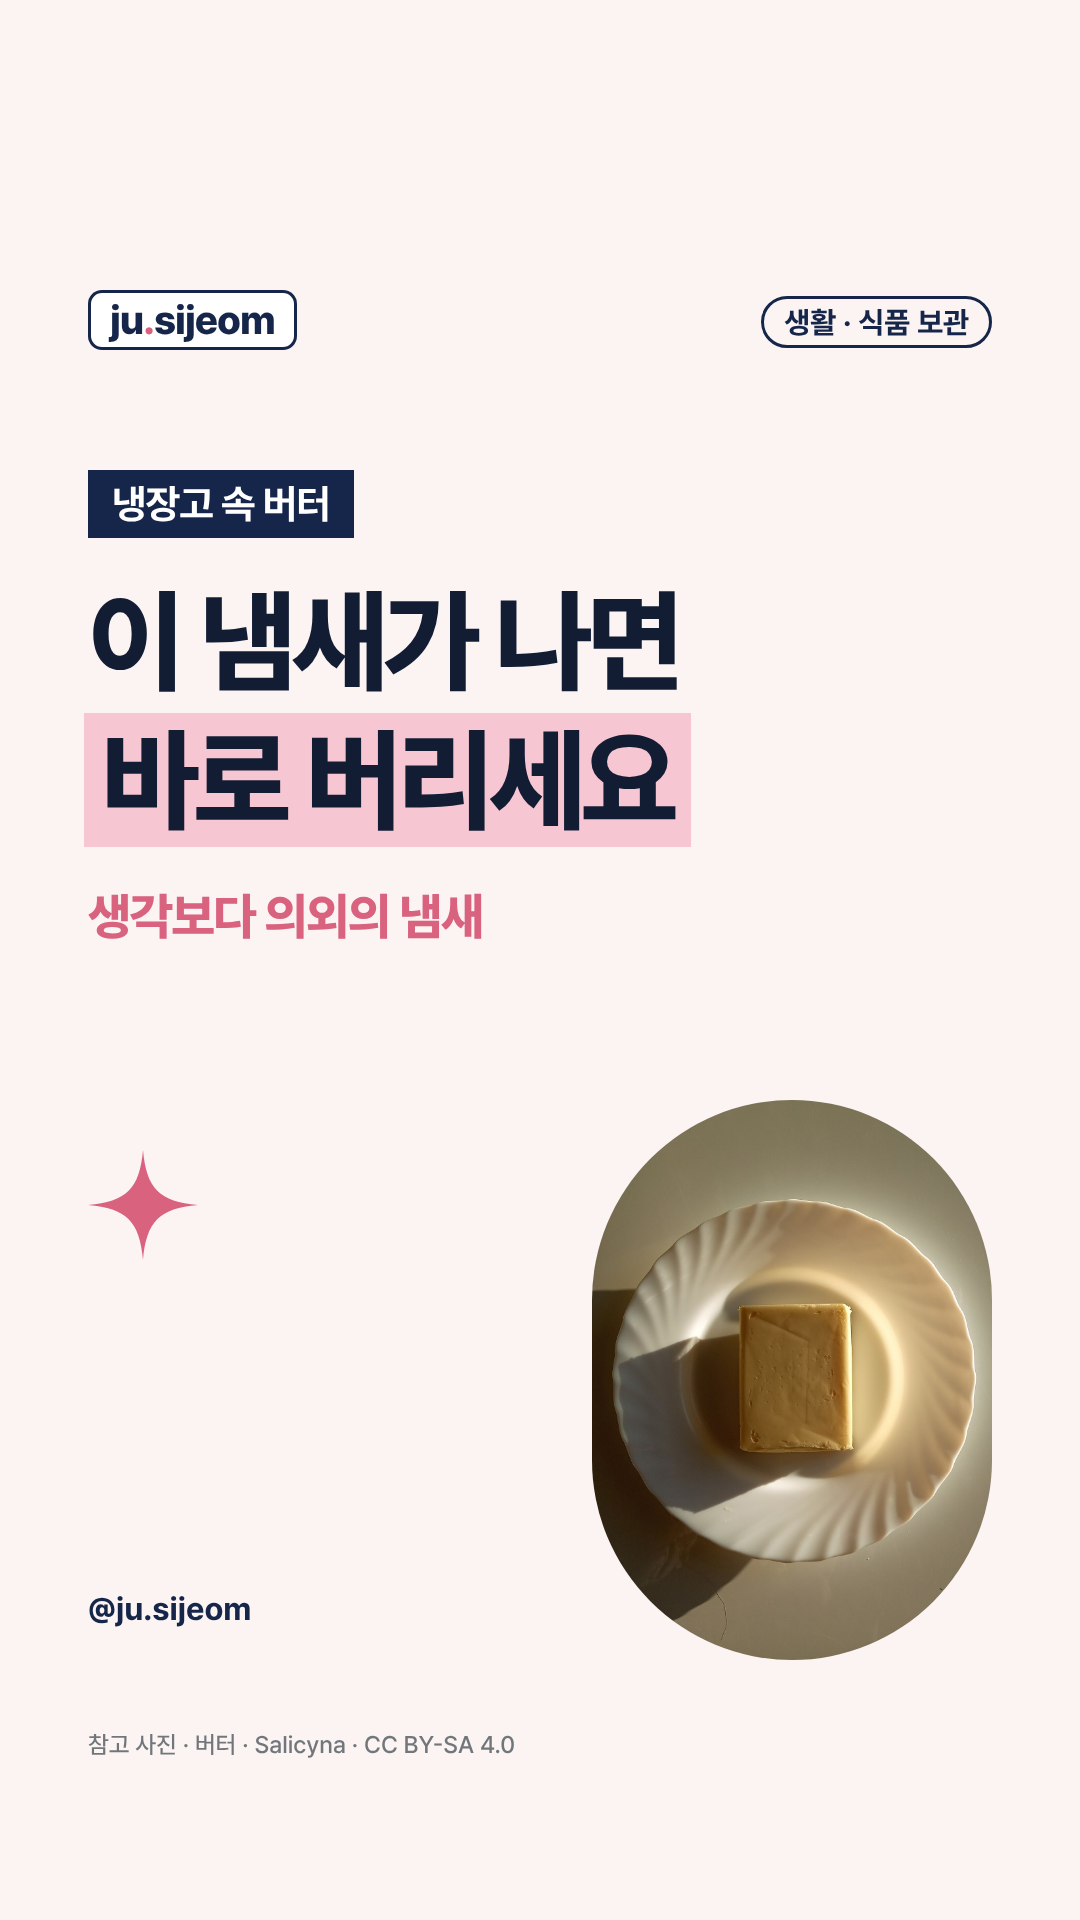 ju.sijeom
생활 · 식품 보관
냉장고 속 버터
이 냄새가 나면
바로 버리세요
생각보다 의외의 냄새
@ju.sijeom
참고 사진 · 버터 · Salicyna · CC BY-SA 4.0